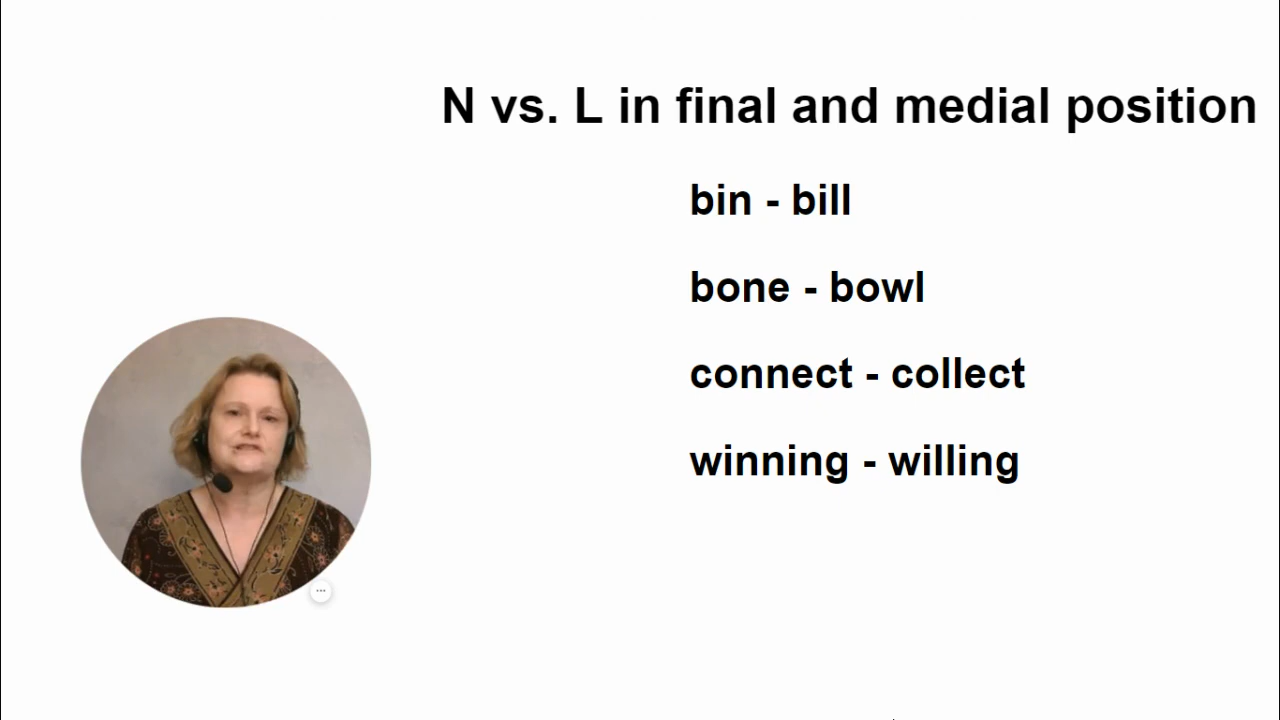 N vs. L in final and medial position
bin - bill
bone - bowl
connect - collect
winning - willing